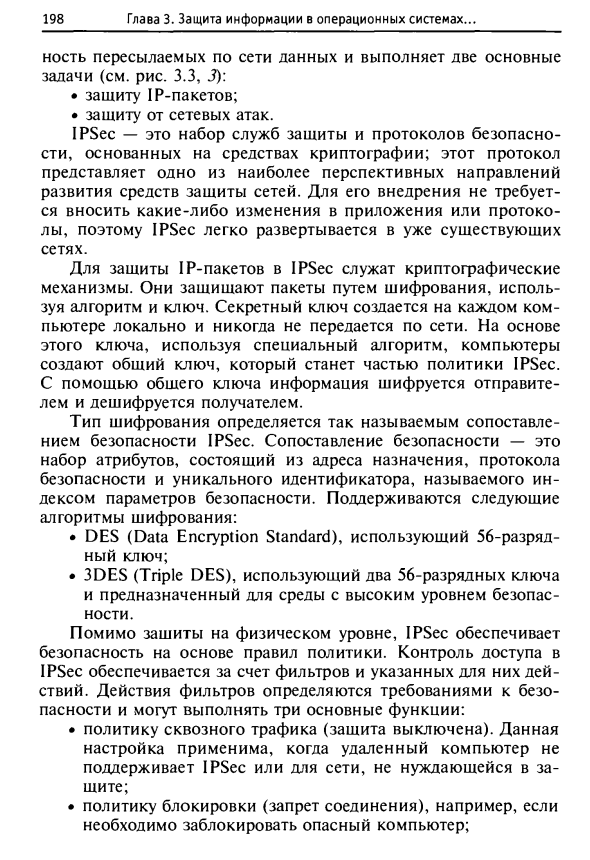 198 Глава 3. Защита информации в операционных системах...
ность пересылаемых по сети данных и выполняет две основные
задачи (см. рис. 3.3, 3):
• защиту IP-пакетов;
• защиту от сетевых атак.
IPSec — это набор служб защиты и протоколов безопасно-
сти, основанных на средствах криптографии; этот протокол
представляет одно из наиболее перспективных направлений
развития средств защиты сетей. Для его внедрения не требует-
ся вносить какие-либо изменения в приложения или протоко-
лы, поэтому IPSec легко развертывается в уже существующих
сетях.
Для защиты IP-пакетов в IPSec служат криптографические
механизмы. Они защищают пакеты путем шифрования, исполь-
зуя алгоритм и ключ. Секретный ключ создается на каждом ком-
пьютере локально и никогда не передается по сети. На основе
этого ключа, используя специальный алгоритм, компьютеры
создают общий ключ, который станет частью политики IPSec.
С помощью общего ключа информация шифруется отправите-
лем и дешифруется получателем.
Тип шифрования определяется так называемым сопоставле-
нием безопасности IPSec. Сопоставление безопасности — это
набор атрибутов, состоящий из адреса назначения, протокола
безопасности и уникального идентификатора, называемого ин-
дексом параметров безопасности. Поддерживаются следующие
алгоритмы шифрования:
• DES (Data Encryption Standard), использующий 56-разряд-
ный ключ;
• 3DES (Triple DES), использующий два 56-разрядных ключа
и предназначенный для среды с высоким уровнем безопас-
ности.
Помимо зашиты на физическом уровне, IPSec обеспечивает
безопасность на основе правил политики. Контроль доступа в
IPSec обеспечивается за счет фильтров и указанных для них дей-
ствий. Действия фильтров определяются требованиями к безо-
пасности и могут выполнять три основные функции:
• политику сквозного трафика (защита выключена). Данная
настройка применима, когда удаленный компьютер не
поддерживает IPSec или для сети, не нуждающейся в за-
щите;
• политику блокировки (запрет соединения), например, если
необходимо заблокировать опасный компьютер;